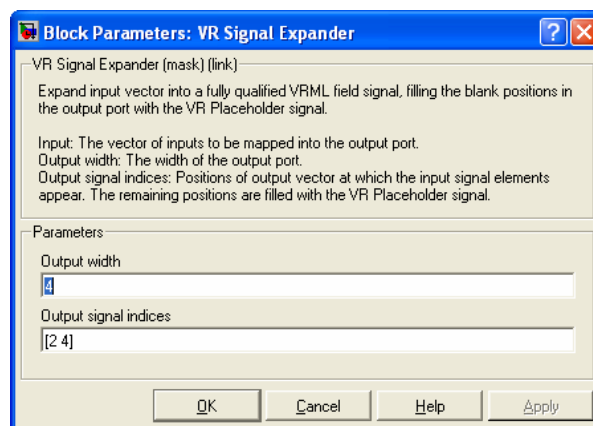 Block Parameters: VR Signal Expander
VR Signal Expander (mask) (link)
Expand input vector into a fully qualified VRML field signal, filling the blank positions in
the output port with the VR Placeholder signal.
Input: The vector of inputs to be mapped into the output port.
Output width: The width of the output port.
Output signal indices: Positions of output vector at which the input signal elements
appear. The remaining positions are filled with the VR Placeholder signal.
Parameters
Output width
4
Output signal indices
[2 4]
OK Cancel Help Apply